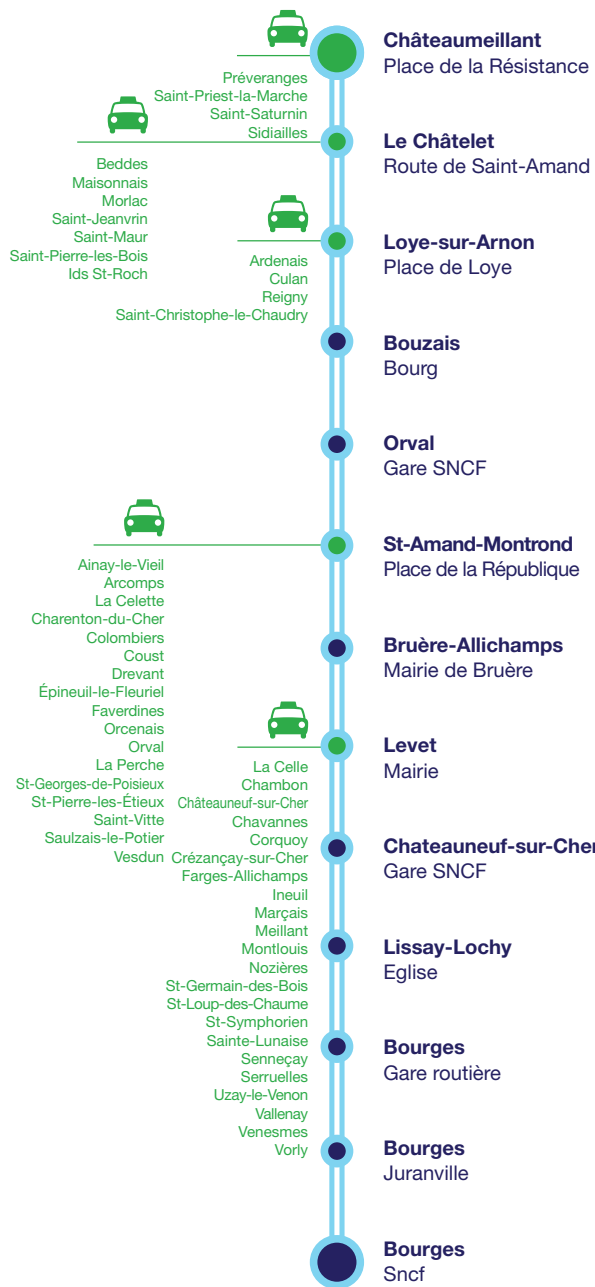 Châteaumeillant
Place de la Résistance
Préveranges
Saint-Priest-la-Marche
Saint-Saturnin
Sidiailles
Le Châtelet
Route de Saint-Amand
Beddes
Maisonnais
Morlac
Saint-Jeanvrin
Saint-Maur
Saint-Pierre-les-Bois
Ids St-Roch
Loye-sur-Arnon
Place de Loye
Ardenais
Culan
Reigny
Saint-Christophe-le-Chaudry
Bouzais
Bourg
Orval
Gare SNCF
St-Amand-Montrond
Place de la République
Ainay-le-Vieil
Arcomps
La Celette
Charenton-du-Cher
Colombiers
Coust
Drevant
Épineuil-le-Fleuriel
Faverdines
Orcenais
Orval
La Perche
St-Georges-de-Poisieux
St-Pierre-les-Étieux
Saint-Vitte
Saulzais-le-Potier
Vesdun
Bruère-Allichamps
Mairie de Bruère
Levet
Mairie
La Celle
Chambon
Châteauneuf-sur-Cher
Chavannes
Corquoy
Crézançay-sur-Cher
Farges-Allichamps
Ineuil
Marçais
Meillant
Montlouis
Nozières
St-Germain-des-Bois
St-Loup-des-Chaume
St-Symphorien
Sainte-Lunaise
Senneçay
Serruelles
Uzay-le-Venon
Vallenay
Venesmes
Vorly
Chateauneuf-sur-Cher
Gare SNCF
Lissay-Lochy
Eglise
Bourges
Gare routière
Bourges
Juranville
Bourges
Sncf